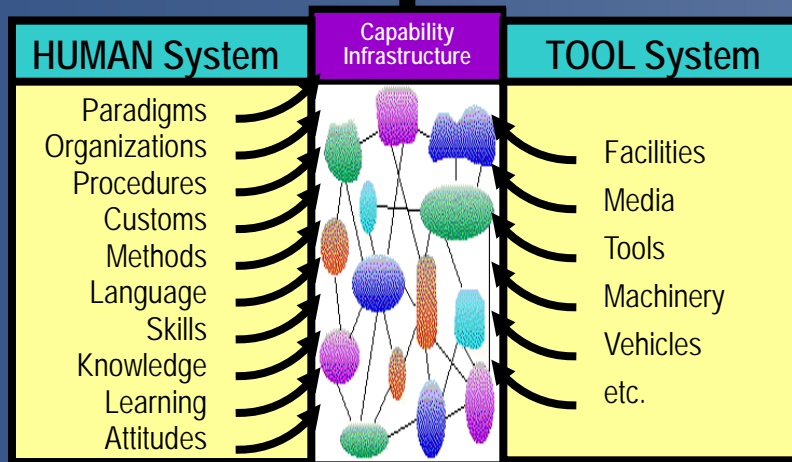 HUMAN System
Capability
Infrastructure
TOOL System
Paradigms
Organizations
Procedures
Customs
Methods
Language
Skills
Knowledge
Learning
Attitudes
Facilities
Media
Tools
Machinery
Vehicles
etc.